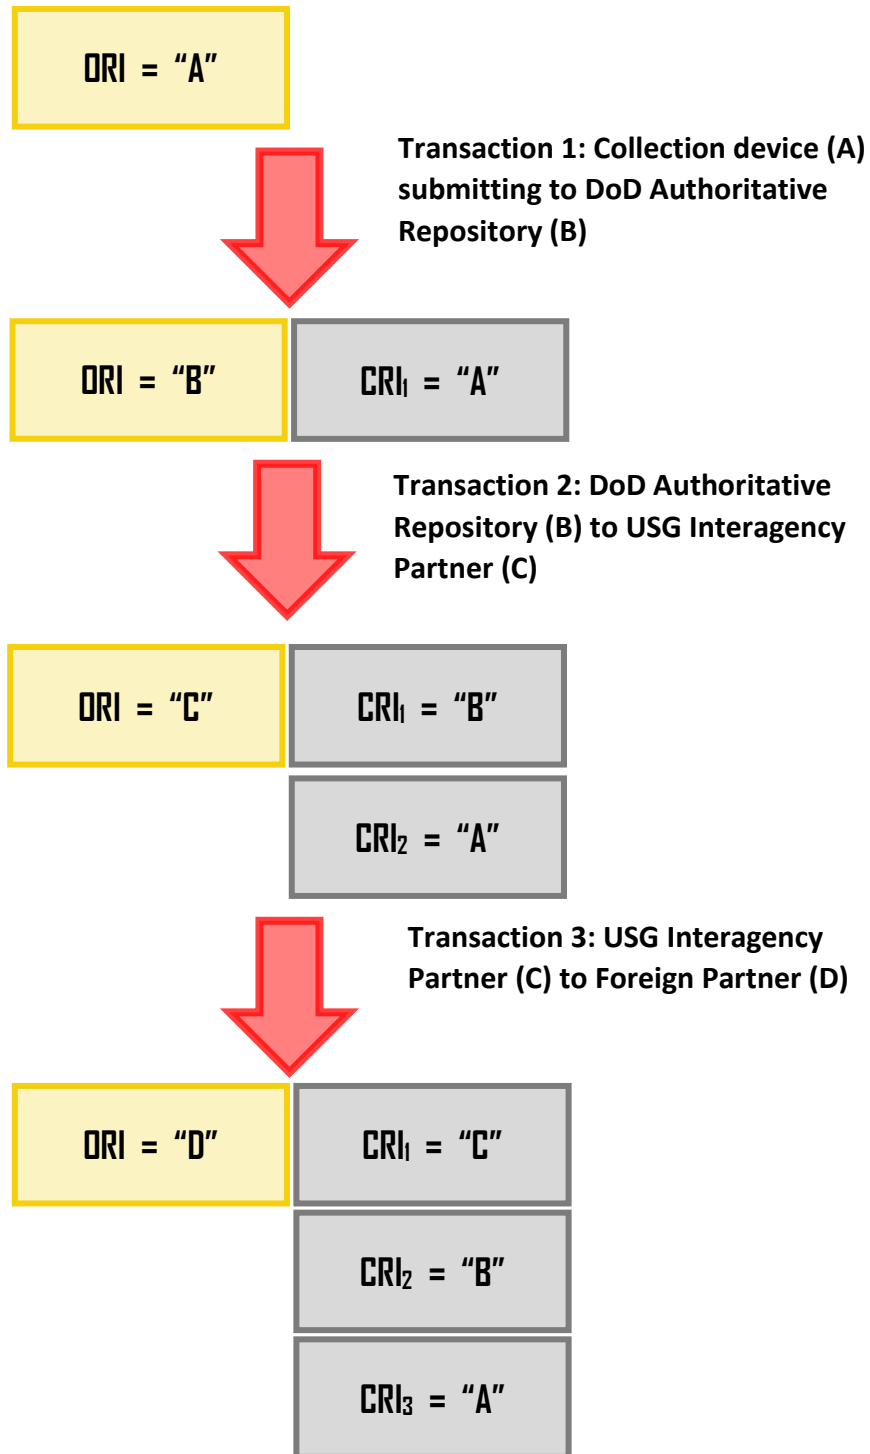 ORI = “A”
Transaction 1: Collection device (A)
submitting to DoD Authoritative
Repository (B)
ORI = “B”
CRI₁ = “A”
Transaction 2: DoD Authoritative
Repository (B) to USG Interagency
Partner (C)
ORI = “C”
CRI₁ = “B”
CRI₂ = “A”
Transaction 3: USG Interagency
Partner (C) to Foreign Partner (D)
ORI = “D”
CRI₁ = “C”
CRI₂ = “B”
CRI₃ = “A”